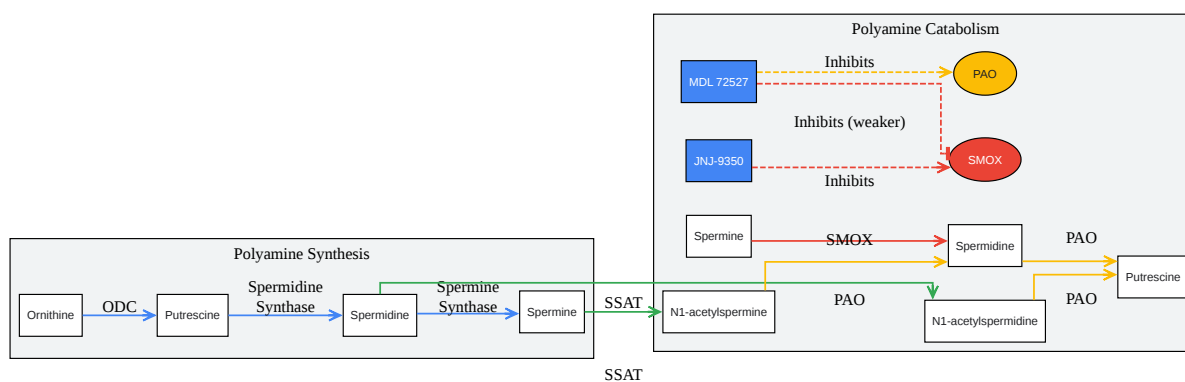 Polyamine Catabolism
Inhibits
MDL 72527
PAO
Inhibits (weaker)
JNJ-9350
SMOX
Inhibits
Spermine
SMOX
Spermidine
PAO
Putrescine
Polyamine Synthesis
Spermidine
Synthase
Spermine
Synthase
Ornithine
ODC
Putrescine
Spermidine
Spermine
SSAT
N1-acetylspermine
PAO
N1-acetylspermidine
PAO
SSAT